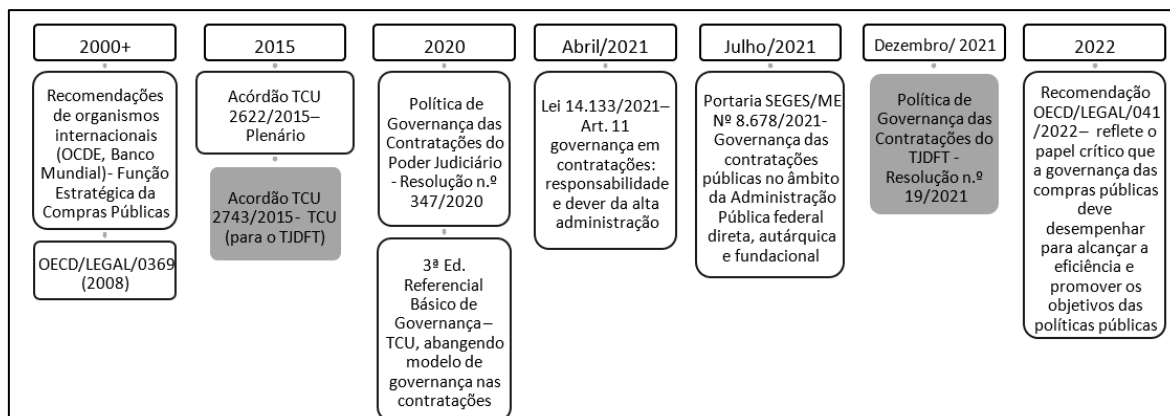 2000+
Recomendações
de organismos
internacionais
(OCDE, Banco
Mundial)- Função
Estratégica da
Compras Públicas
OECD/LEGAL/0369
(2008)
2015
Acórdão TCU
2622/2015–
Plenário
Acordão TCU
2743/2015- TCU
(para o TJDFT)
2020
Política de
Governança das
Contratações do
Poder Judiciário
- Resolução n.º
347/2020
3ª Ed.
Referencial
Básico de
Governança–
TCU, abangendo
modelo de
governança nas
contratações
Abril/2021
Lei 14.133/2021–
Art. 11
governança em
contratações:
responsabilidade
e dever da alta
administração
Julho/2021
Portaria SEGES/ME
Nº 8.678/2021-
Governança das
contratações
públicas no âmbito
da Administração
Pública federal
direta, autárquica
e fundacional
Dezembro/ 2021
Política de
Governança das
Contratações do
TJDFT -
Resolução n.º
19/2021
2022
Recomendação
OECD/LEGAL/041
/2022– reflete o
papel crítico que
a governança das
compras públicas
deve
desempenhar
para alcançar a
eficiência e
promover os
objetivos das
políticas públicas